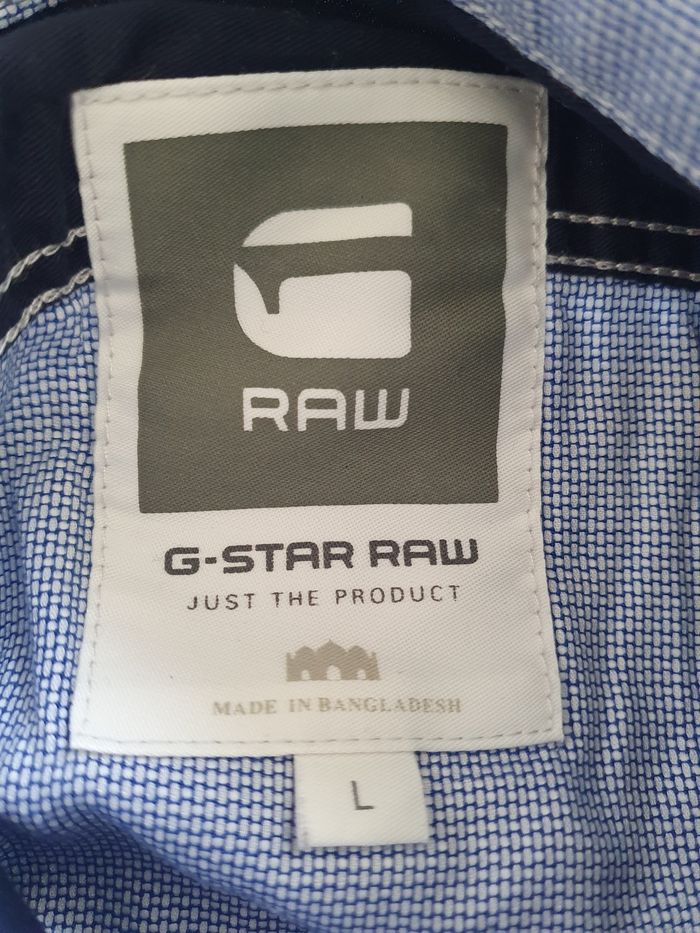 RAW
G-STAR RAW
JUST THE PRODUCT
MADE IN BANGLADESH
L